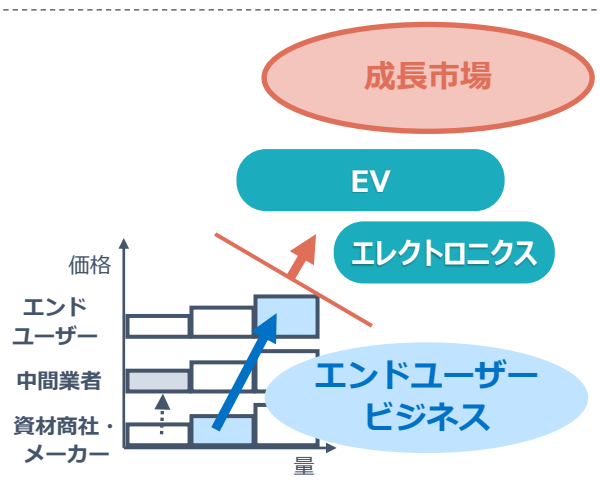 成長市場
EV
エレクトロニクス
価格
エンド
ユーザー
中間業者
資材商社・
メーカー
エンドユーザー
ビジネス
量